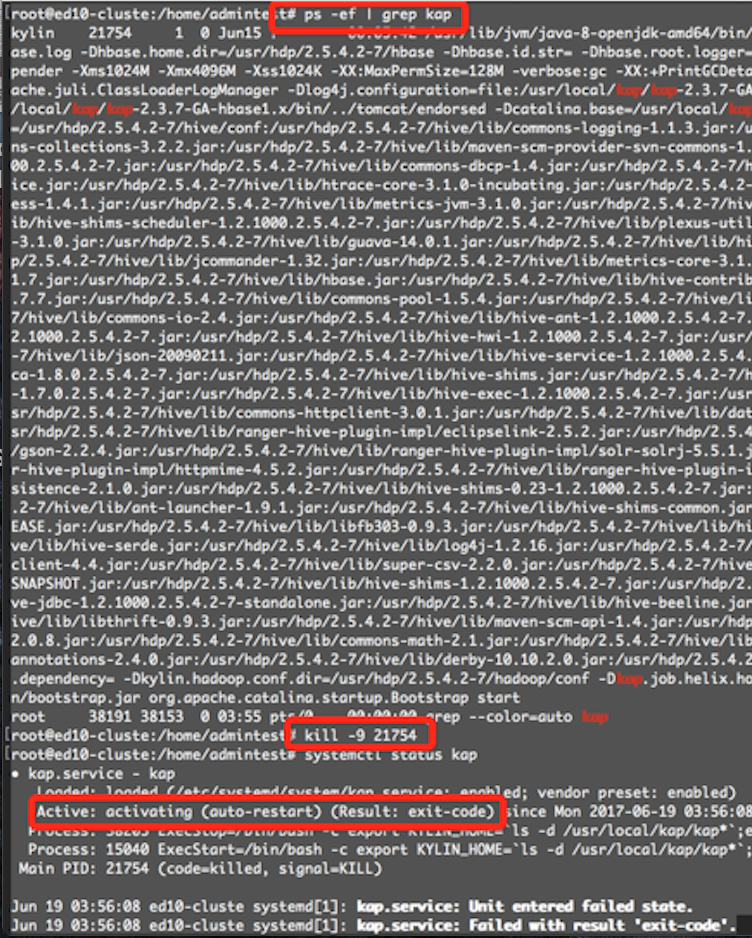 [root@ed10-cluste:/home/admintest# ps -ef | grep kap
kylin 21754 1 0 Jun15 lib/jvm/java-8-openjdk-amd64/bin/
ase.log -Dhbase.home.dir=/usr/hdp/2.5.4.2-7/hbase -Dhbase.id.str= -Dhbase.root.logger=
pender -Xms1024M -Xmx4096M -Xss1024K -XX:MaxPermSize=128M -verbose:gc -XX:+PrintGCDeta
ache.juli.ClassLoaderLogManager -Dlog4j.configuration=file:/usr/local/kap/kap-2.3.7-GA
/local/kap/kap-2.3.7-GA-hbase1.x/bin/../tomcat/endorsed -Dcatalina.base=/usr/local/kap
=/usr/hdp/2.5.4.2-7/hive/conf:/usr/hdp/2.5.4.2-7/hive/lib/commons-logging-1.1.3.jar:/u
ns-collections-3.2.2.jar:/usr/hdp/2.5.4.2-7/hive/lib/maven-scm-provider-svn-commons-1.
00.2.5.4.2-7.jar:/usr/hdp/2.5.4.2-7/hive/lib/commons-dbcp-1.4.jar:/usr/hdp/2.5.4.2-7/h
ice.jar:/usr/hdp/2.5.4.2-7/hive/lib/htrace-core-3.1.0-incubating.jar:/usr/hdp/2.5.4.2-
ess-1.4.1.jar:/usr/hdp/2.5.4.2-7/hive/lib/metrics-jvm-3.1.0.jar:/usr/hdp/2.5.4.2-7/hiv
ib/hive-shims-scheduler-1.2.1000.2.5.4.2-7.jar:/usr/hdp/2.5.4.2-7/hive/lib/plexus-util
-3.1.0.jar:/usr/hdp/2.5.4.2-7/hive/lib/guava-14.0.1.jar:/usr/hdp/2.5.4.2-7/hive/lib/hi
p/2.5.4.2-7/hive/lib/jcommander-1.32.jar:/usr/hdp/2.5.4.2-7/hive/lib/metrics-core-3.1.
1.7.jar:/usr/hdp/2.5.4.2-7/hive/lib/hbase.jar:/usr/hdp/2.5.4.2-7/hive/lib/hive-contrib
.7.7.jar:/usr/hdp/2.5.4.2-7/hive/lib/commons-pool-1.5.4.jar:/usr/hdp/2.5.4.2-7/hive/li
7/hive/lib/commons-io-2.4.jar:/usr/hdp/2.5.4.2-7/hive/lib/hive-ant-1.2.1000.2.5.4.2-7.
2.1000.2.5.4.2-7.jar:/usr/hdp/2.5.4.2-7/hive/lib/hive-hwi-1.2.1000.2.5.4.2-7.jar:/usr/
-7/hive/lib/json-20090211.jar:/usr/hdp/2.5.4.2-7/hive/lib/hive-service-1.2.1000.2.5.4.
ca-1.8.0.2.5.4.2-7.jar:/usr/hdp/2.5.4.2-7/hive/lib/hive-shims.jar:/usr/hdp/2.5.4.2-7/h
-1.7.0.2.5.4.2-7.jar:/usr/hdp/2.5.4.2-7/hive/lib/hive-exec-1.2.1000.2.5.4.2-7.jar:/usr
sr/hdp/2.5.4.2-7/hive/lib/commons-httpclient-3.0.1.jar:/usr/hdp/2.5.4.2-7/hive/lib/dat
sr/hdp/2.5.4.2-7/hive/lib/ranger-hive-plugin-impl/eclipselink-2.5.2.jar:/usr/hdp/2.5.4
/gson-2.2.4.jar:/usr/hdp/2.5.4.2-7/hive/lib/ranger-hive-plugin-impl/solr-solrj-5.5.1.j
r-hive-plugin-impl/httpmime-4.5.2.jar:/usr/hdp/2.5.4.2-7/hive/lib/ranger-hive-plugin-i
sistence-2.1.0.jar:/usr/hdp/2.5.4.2-7/hive/lib/hive-shims-0.23-1.2.1000.2.5.4.2-7.jar:
.2-7/hive/lib/ant-launcher-1.9.1.jar:/usr/hdp/2.5.4.2-7/hive/lib/hive-shims-common.jar
EASE.jar:/usr/hdp/2.5.4.2-7/hive/lib/libfb303-0.9.3.jar:/usr/hdp/2.5.4.2-7/hive/lib/hi
ve/lib/hive-serde.jar:/usr/hdp/2.5.4.2-7/hive/lib/log4j-1.2.16.jar:/usr/hdp/2.5.4.2-7/
client-4.4.jar:/usr/hdp/2.5.4.2-7/hive/lib/super-csv-2.2.0.jar:/usr/hdp/2.5.4.2-7/hive
SNAPSHOT.jar:/usr/hdp/2.5.4.2-7/hive/lib/hive-shims-1.2.1000.2.5.4.2-7.jar:/usr/hdp/2.
ve-jdbc-1.2.1000.2.5.4.2-7-standalone.jar:/usr/hdp/2.5.4.2-7/hive/lib/hive-beeline.jar
ive/lib/libthrift-0.9.3.jar:/usr/hdp/2.5.4.2-7/hive/lib/maven-scm-api-1.4.jar:/usr/hdp
2.0.8.jar:/usr/hdp/2.5.4.2-7/hive/lib/commons-math-2.1.jar:/usr/hdp/2.5.4.2-7/hive/lib
annotations-2.4.0.jar:/usr/hdp/2.5.4.2-7/hive/lib/derby-10.10.2.0.jar:/usr/hdp/2.5.4.2
.dependency= -Dkylin.hadoop.conf.dir=/usr/hdp/2.5.4.2-7/hadoop/conf -Dkap.job.helix.ho
n/bootstrap.jar org.apache.catalina.startup.Bootstrap start
root 38191 38153 0 03:55 pts/0 00:00:00 grep --color=auto kap
[root@ed10-cluste:/home/admintest# kill -9 21754
[root@ed10-cluste:/home/admintest# systemctl status kap
• kap.service - kap
Loaded: loaded (/etc/systemd/system/kap.service; enabled; vendor preset: enabled)
Active: activating (auto-restart) (Result: exit-code) since Mon 2017-06-19 03:56:08
Process: 38203 ExecStop=/bin/bash -c export KYLIN_HOME=`ls -d /usr/local/kap/kap*`;e
Process: 15040 ExecStart=/bin/bash -c export KYLIN_HOME=`ls -d /usr/local/kap/kap*`;
Main PID: 21754 (code=killed, signal=KILL)
Jun 19 03:56:08 ed10-cluste systemd[1]: kap.service: Unit entered failed state.
Jun 19 03:56:08 ed10-cluste systemd[1]: kap.service: Failed with result 'exit-code'.